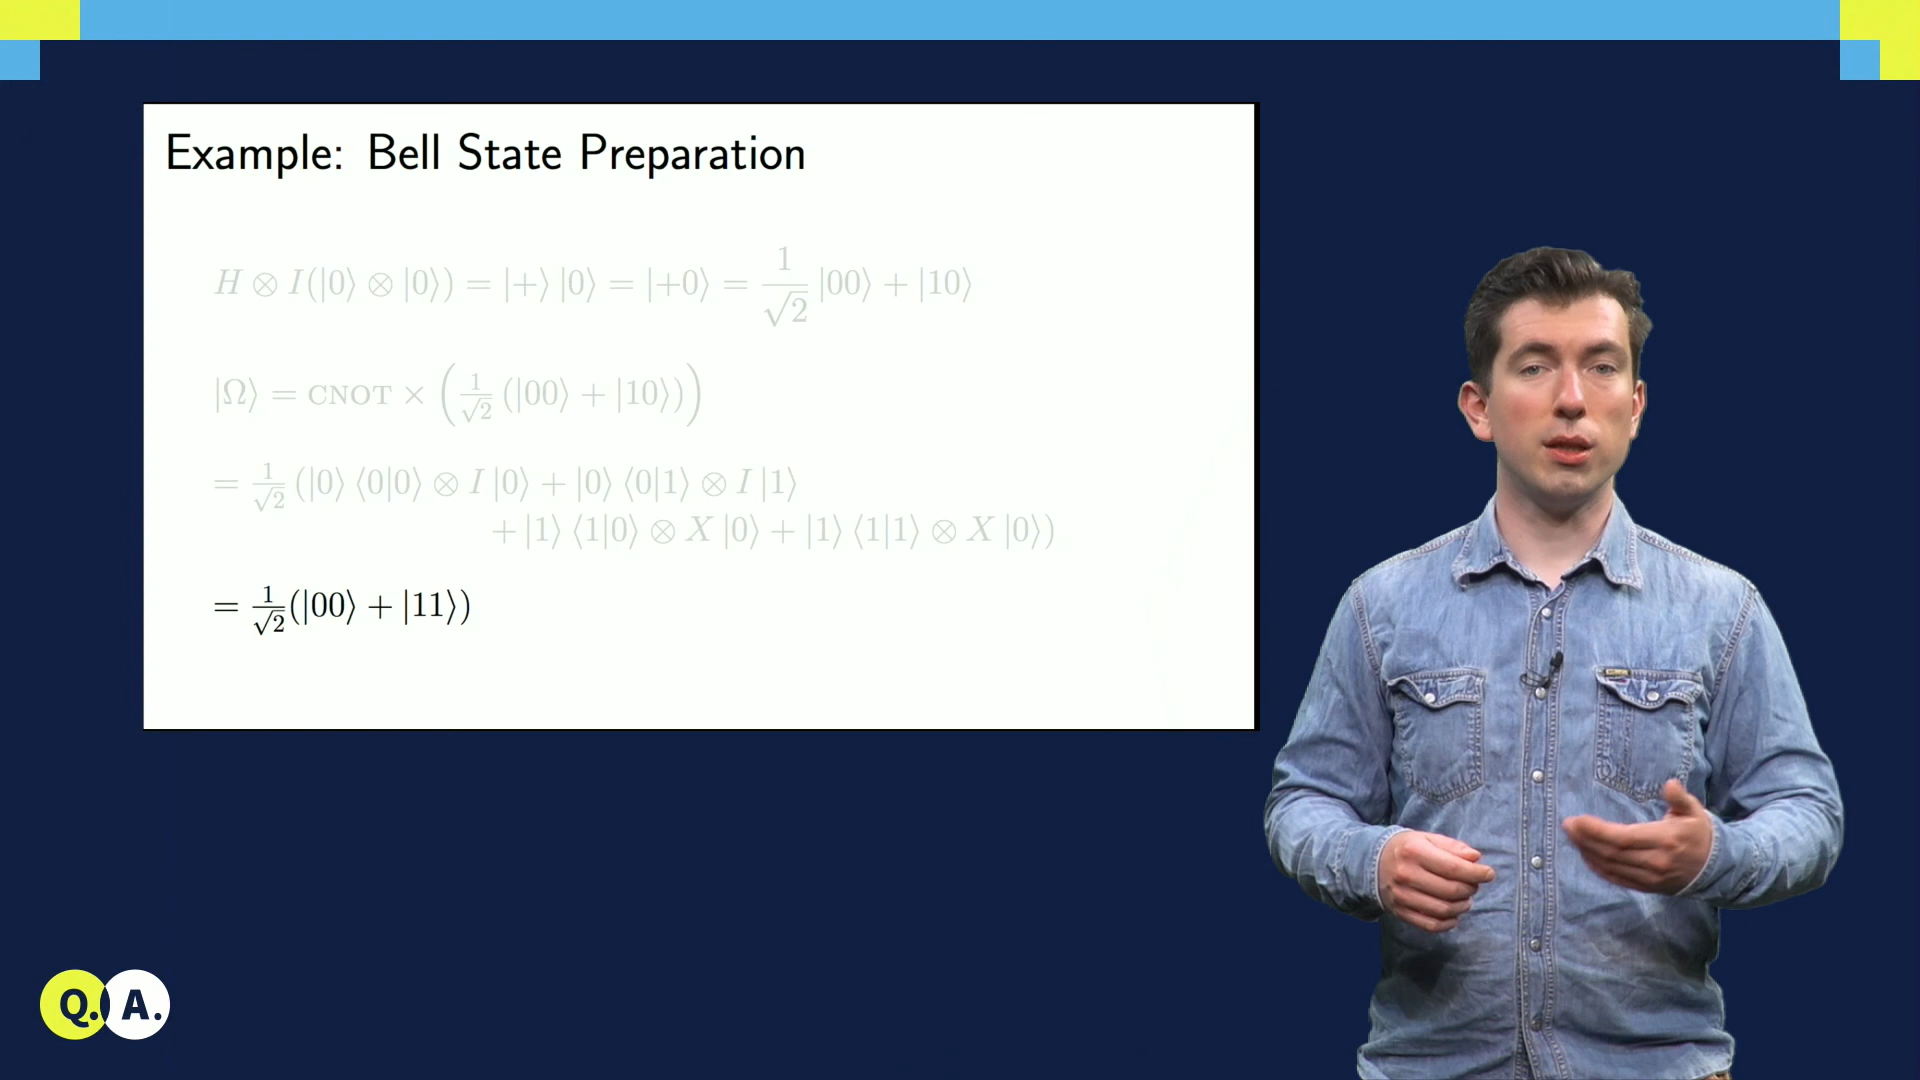 Example: Bell State Preparation
H ⊗ I(|0⟩ ⊗ |0⟩) = |+⟩ |0⟩ = |+0⟩ = 1/√2 |00⟩ + |10⟩
|Ω⟩ = CNOT × (1/√2 (|00⟩ + |10⟩))
= 1/√2 (|0⟩ ⟨0|0⟩ ⊗ I |0⟩ + |0⟩ ⟨0|1⟩ ⊗ I |1⟩
+ |1⟩ ⟨1|0⟩ ⊗ X |0⟩ + |1⟩ ⟨1|1⟩ ⊗ X |0⟩)
= 1/√2 (|00⟩ + |11⟩)
Q. A.